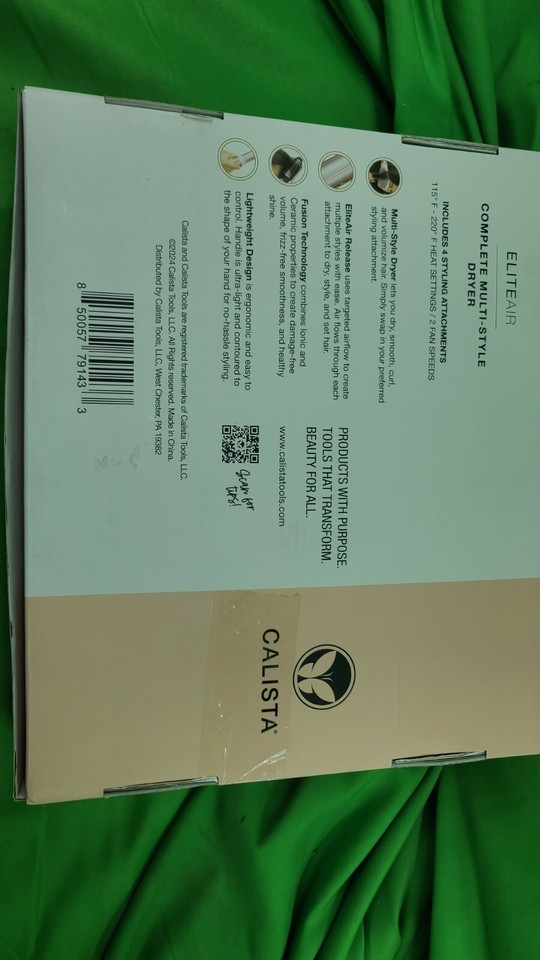 ELITEAIR
COMPLETE MULTI-STYLE
DRYER
INCLUDES 4 STYLING ATTACHMENTS
115° F - 220° F HEAT SETTINGS / 2 FAN SPEEDS
Multi-Style Dryer lets you dry, smooth, curl,
and volumize hair. Simply swap in your preferred
styling attachment.
EliteAir Release uses targeted airflow to create
multiple styles with ease. Air flows through each
attachment to dry, style, and set hair.
Fusion Technology combines Ionic and
Ceramic properties to create damage-free
volume, frizz-free smoothness, and healthy
shine.
Lightweight Design is ergonomic and easy to
control. Handle is ultra-light and contoured to
the shape of your hand for no-hassle styling.
PRODUCTS WITH PURPOSE.
TOOLS THAT TRANSFORM.
BEAUTY FOR ALL.
www.calistatools.com
Scan for
tips!
Calista and Calista Tools are registered trademarks of Calista Tools, LLC.
©2024 Calista Tools, LLC. All Rights reserved. Made in China.
Distributed by Calista Tools, LLC, West Chester, PA 19382
8 50057 79143 3
CALISTA®